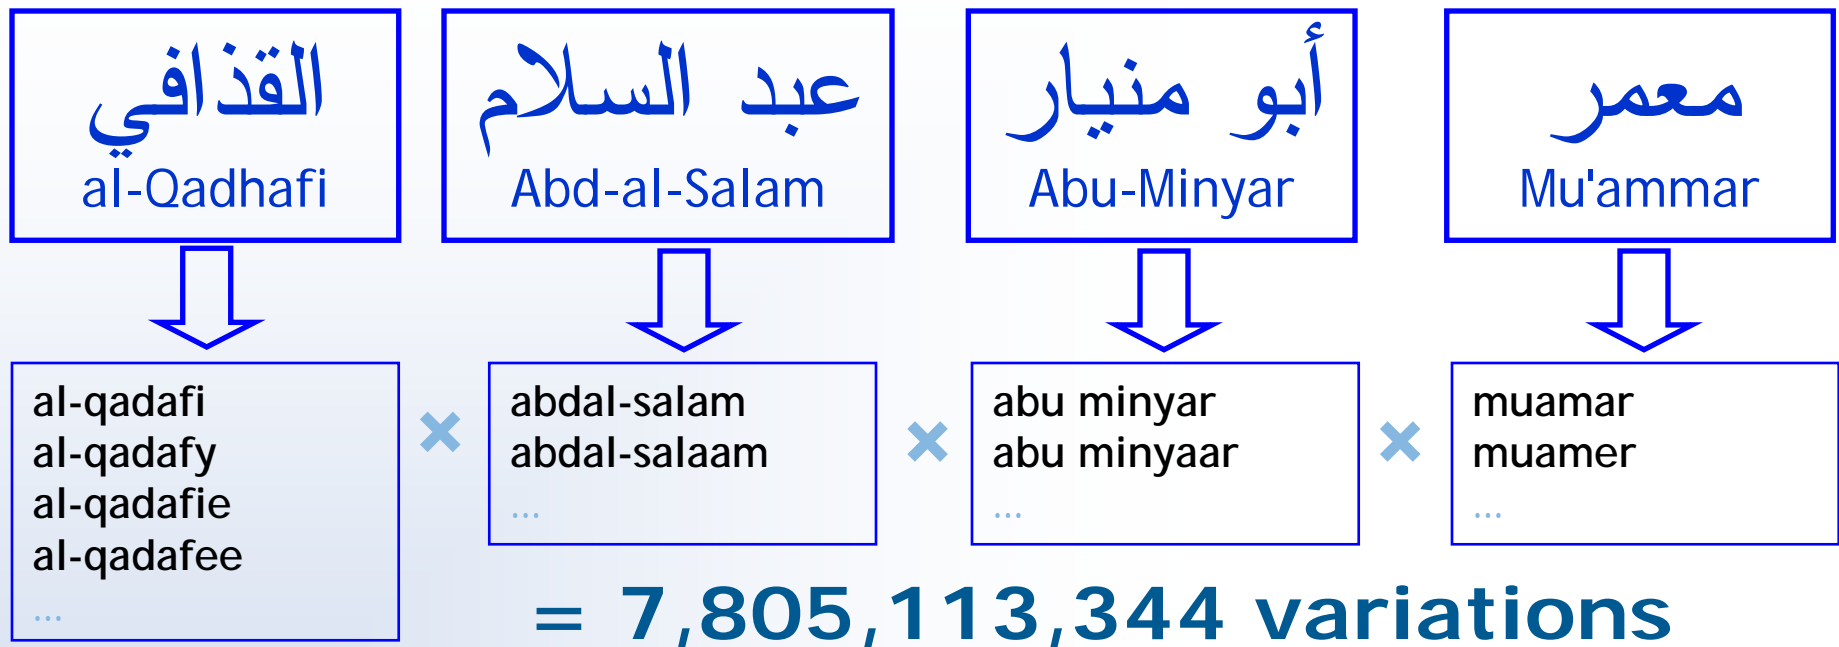 القذافي
al-Qadhafi
عبد السلام
Abd-al-Salam
أبو منيار
Abu-Minyar
معمر
Mu'ammar
al-qadafi
al-qadafy
al-qadafie
al-qadafee
...
×
abdal-salam
abdal-salaam
...
×
abu minyar
abu minyaar
...
×
muamar
muamer
...
= 7,805,113,344 variations